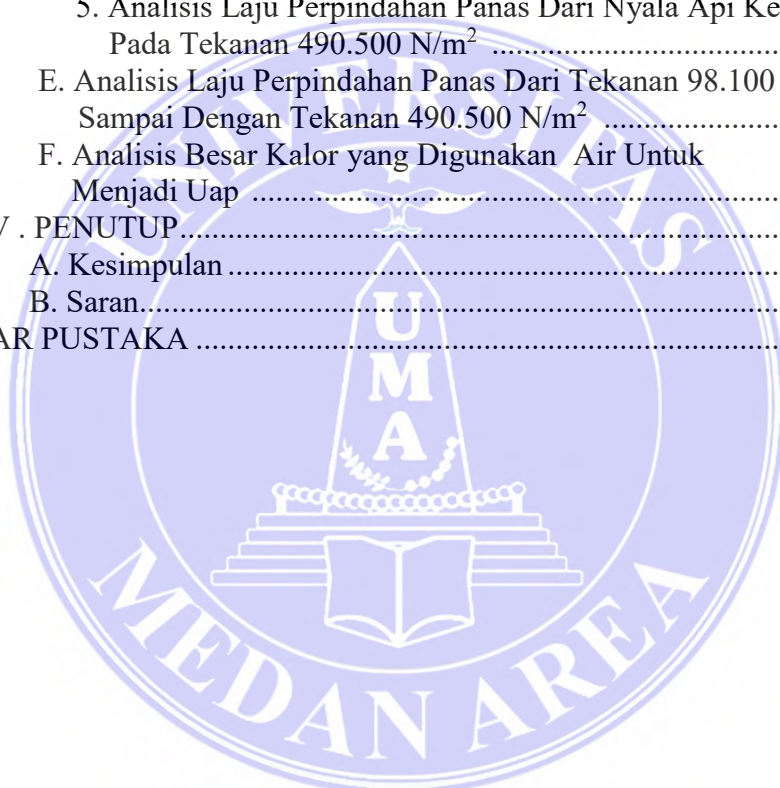 5. Analisis Laju Perpindahan Panas Dari Nyala Api Ke
Pada Tekanan 490.500 N/m² ..........................................
E. Analisis Laju Perpindahan Panas Dari Tekanan 98.100
Sampai Dengan Tekanan 490.500 N/m² .........................
F. Analisis Besar Kalor yang Digunakan Air Untuk
Menjadi Uap ....................................................................
. PENUTUP................................................................................
A. Kesimpulan .......................................................................
B. Saran..................................................................................
AR PUSTAKA ..............................................................................
UNIVERSITAS
UMA
MEDAN AREA